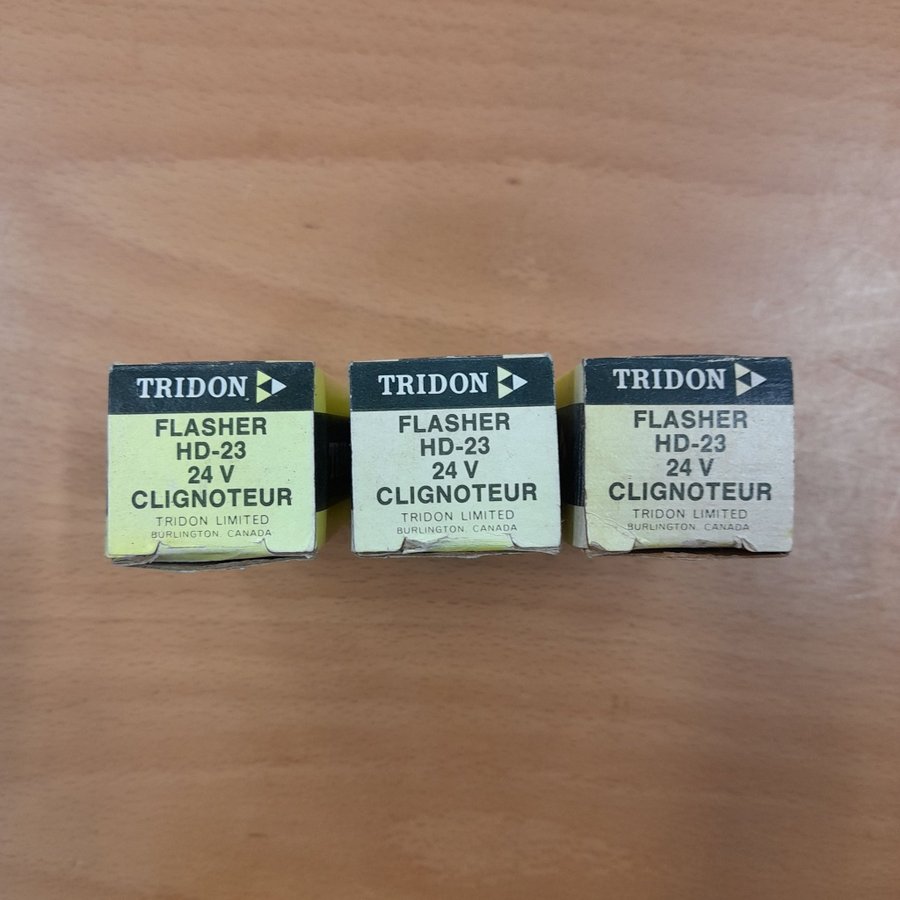 TRIDON
FLASHER
HD-23
24 V
CLIGNOTEUR
TRIDON LIMITED
BURLINGTON, CANADA
TRIDON
FLASHER
HD-23
24 V
CLIGNOTEUR
TRIDON LIMITED
BURLINGTON, CANADA
TRIDON
FLASHER
HD-23
24 V
CLIGNOTEUR
TRIDON LIMITED
BURLINGTON, CANADA